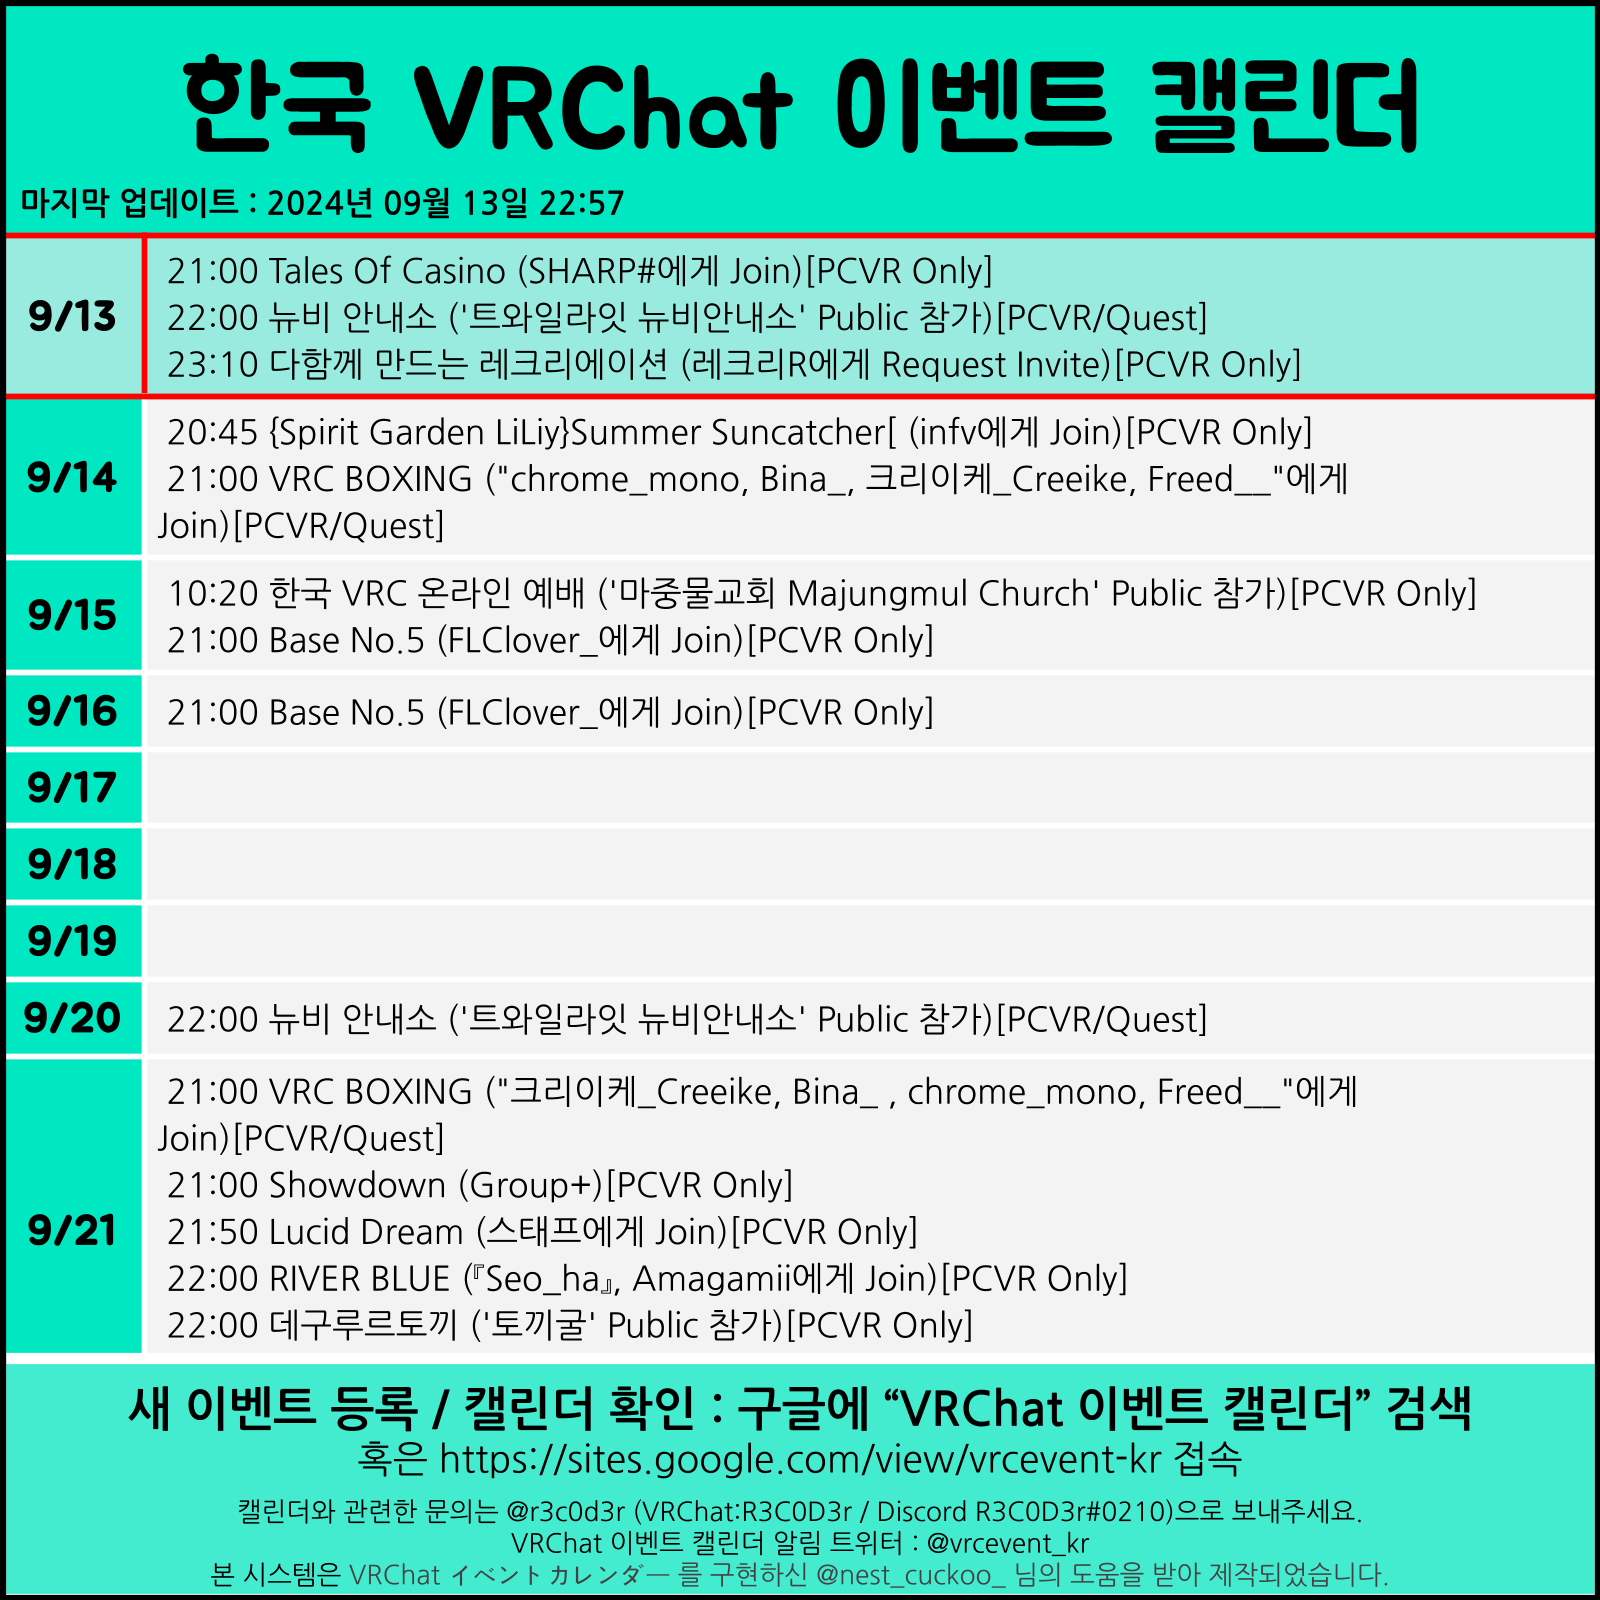 한국 VRChat 이벤트 캘린더
마지막 업데이트 : 2024년 09월 13일 22:57
9/13
21:00 Tales Of Casino (SHARP#에게 Join)[PCVR Only]
22:00 뉴비 안내소 ('트와일라잇 뉴비안내소' Public 참가)[PCVR/Quest]
23:10 다함께 만드는 레크리에이션 (레크리R에게 Request Invite)[PCVR Only]
9/14
20:45 {Spirit Garden LiLiy}Summer Suncatcher[ (infv에게 Join)[PCVR Only]
21:00 VRC BOXING ("chrome_mono, Bina_, 크리이케_Creeike, Freed__"에게
Join)[PCVR/Quest]
9/15
10:20 한국 VRC 온라인 예배 ('마중물교회 Majungmul Church' Public 참가)[PCVR Only]
21:00 Base No.5 (FLClover_에게 Join)[PCVR Only]
9/16
21:00 Base No.5 (FLClover_에게 Join)[PCVR Only]
9/17
9/18
9/19
9/20
22:00 뉴비 안내소 ('트와일라잇 뉴비안내소' Public 참가)[PCVR/Quest]
9/21
21:00 VRC BOXING ("크리이케_Creeike, Bina_ , chrome_mono, Freed__"에게
Join)[PCVR/Quest]
21:00 Showdown (Group+)[PCVR Only]
21:50 Lucid Dream (스태프에게 Join)[PCVR Only]
22:00 RIVER BLUE (『Seo_ha』, Amagamii에게 Join)[PCVR Only]
22:00 데구루르토끼 ('토끼굴' Public 참가)[PCVR Only]
새 이벤트 등록 / 캘린더 확인 : 구글에 “VRChat 이벤트 캘린더” 검색
혹은 https://sites.google.com/view/vrcevent-kr 접속
캘린더와 관련한 문의는 @r3c0d3r (VRChat:R3C0D3r / Discord R3C0D3r#0210)으로 보내주세요.
VRChat 이벤트 캘린더 알림 트위터 : @vrcevent_kr
본 시스템은 VRChat イベントカレンダー 를 구현하신 @nest_cuckoo_ 님의 도움을 받아 제작되었습니다.